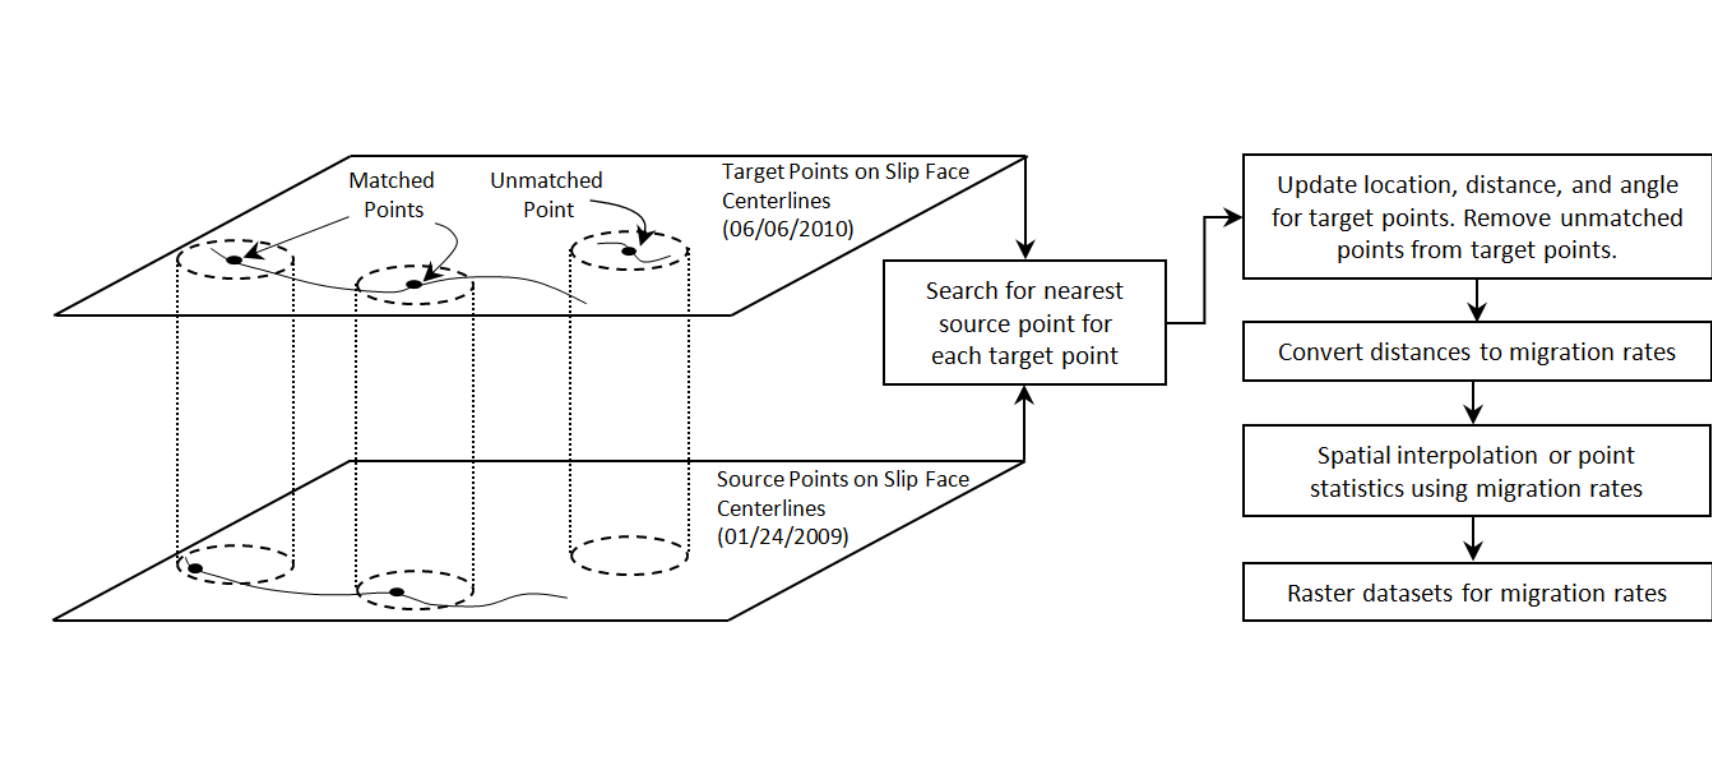 Matched
Points
Unmatched
Point
Target Points on Slip Face
Centerlines
(06/06/2010)
Search for nearest
source point for
each target point
Source Points on Slip Face
Centerlines
(01/24/2009)
Update location, distance, and angle
for target points. Remove unmatched
points from target points.
Convert distances to migration rates
Spatial interpolation or point
statistics using migration rates
Raster datasets for migration rates